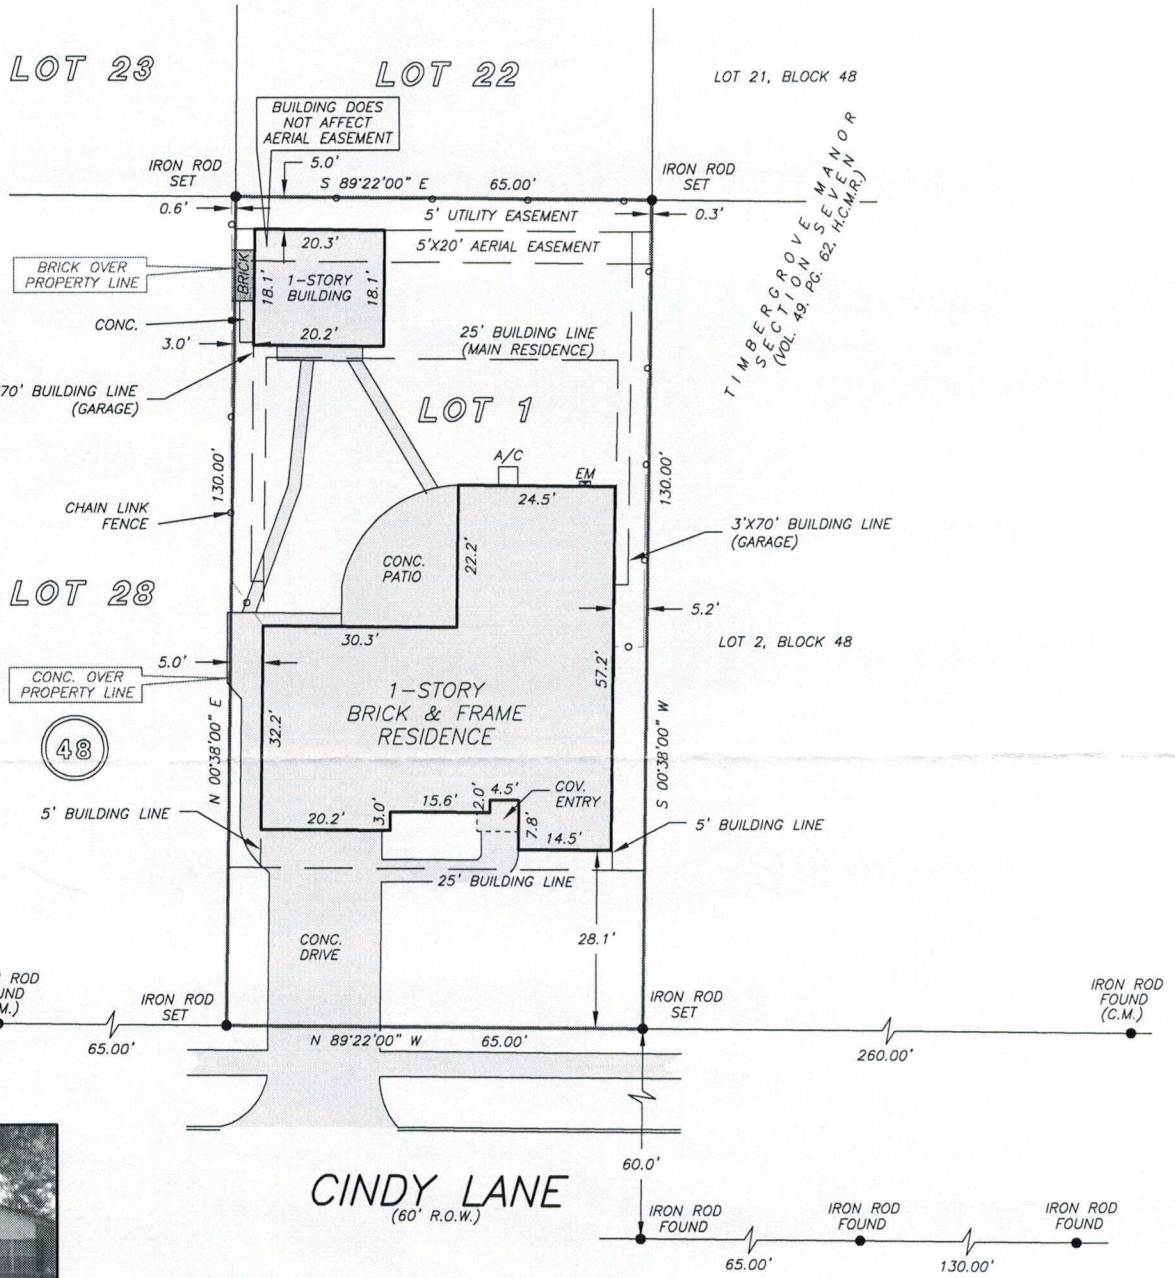 LOT 23
LOT 22
LOT 21, BLOCK 48
BUILDING DOES
NOT AFFECT
AERIAL EASEMENT
TIMBERGROVE MANOR
SECTION SEVEN
(VOL. 49, PG. 62, H.C.M.R.)
IRON ROD
SET
5.0'
S 89°22'00" E
65.00'
IRON ROD
SET
0.6'
5' UTILITY EASEMENT
0.3'
20.3'
5'X20' AERIAL EASEMENT
BRICK OVER
PROPERTY LINE
BRICK
18.1'
1-STORY
BUILDING
18.1'
CONC.
3.0'
20.2'
25' BUILDING LINE
(MAIN RESIDENCE)
70' BUILDING LINE
(GARAGE)
LOT 1
A/C
EM
130.00'
24.5'
130.00'
CHAIN LINK
FENCE
3'X70' BUILDING LINE
(GARAGE)
22.2'
CONC.
PATIO
LOT 28
5.2'
30.3'
LOT 2, BLOCK 48
5.0'
CONC. OVER
PROPERTY LINE
57.2'
1-STORY
BRICK & FRAME
RESIDENCE
32.2'
48
N 00°38'00" E
S 00°38'00" W
5' BUILDING LINE
20.2'
3.0'
15.6'
2.0'
4.5'
COV.
ENTRY
7.8'
14.5'
5' BUILDING LINE
25' BUILDING LINE
28.1'
CONC.
DRIVE
ROD
UND
M.)
IRON ROD
SET
IRON ROD
SET
IRON ROD
FOUND
(C.M.)
65.00'
N 89°22'00" W
65.00'
260.00'
60.0'
CINDY LANE
(60' R.O.W.)
IRON ROD
FOUND
IRON ROD
FOUND
IRON ROD
FOUND
65.00'
130.00'